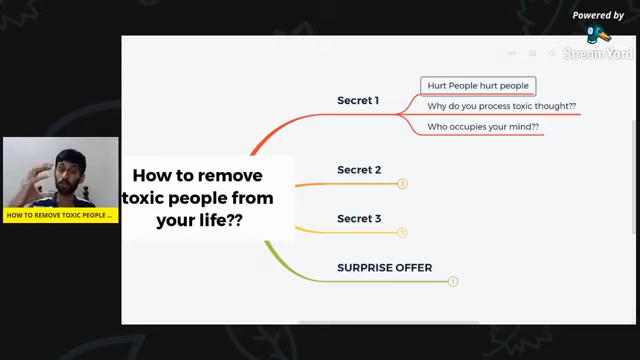 Powered by
StreamYard
Secret 1
Hurt People hurt people
Why do you process toxic thought??
Who occupies your mind??
How to remove
toxic people from
your life??
Secret 2
3
Secret 3
SURPRISE OFFER
1
HOW TO REMOVE TOXIC PEOPLE ...